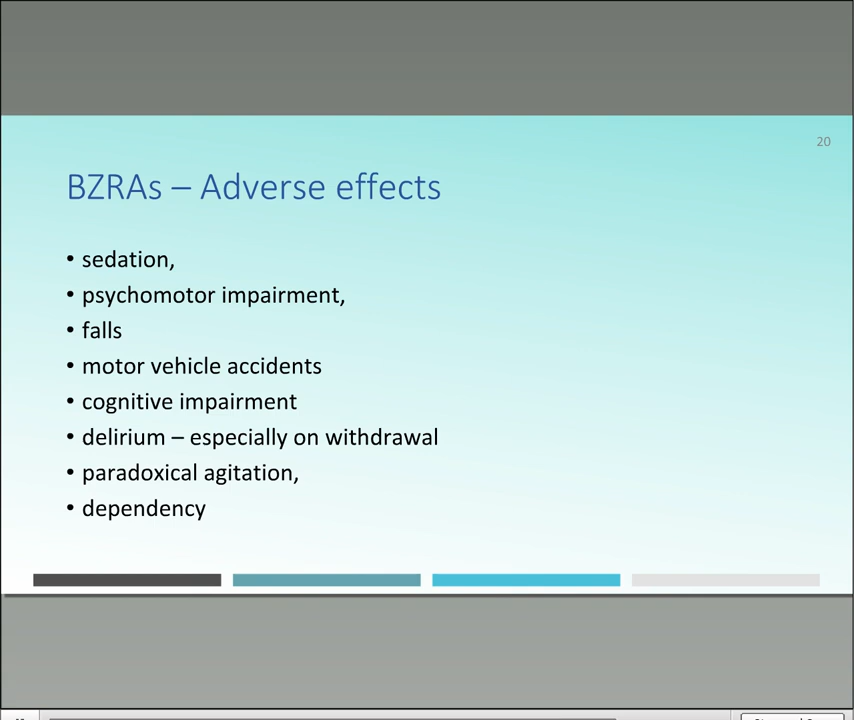 20
BZRAs – Adverse effects
• sedation,
• psychomotor impairment,
• falls
• motor vehicle accidents
• cognitive impairment
• delirium – especially on withdrawal
• paradoxical agitation,
• dependency